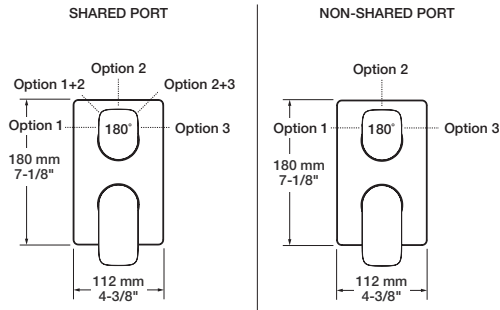 SHARED PORT
Option 2
Option 1+2
Option 2+3
Option 1
180°
Option 3
180 mm
7-1/8"
112 mm
4-3/8"
NON-SHARED PORT
Option 2
Option 1
180°
Option 3
180 mm
7-1/8"
112 mm
4-3/8"